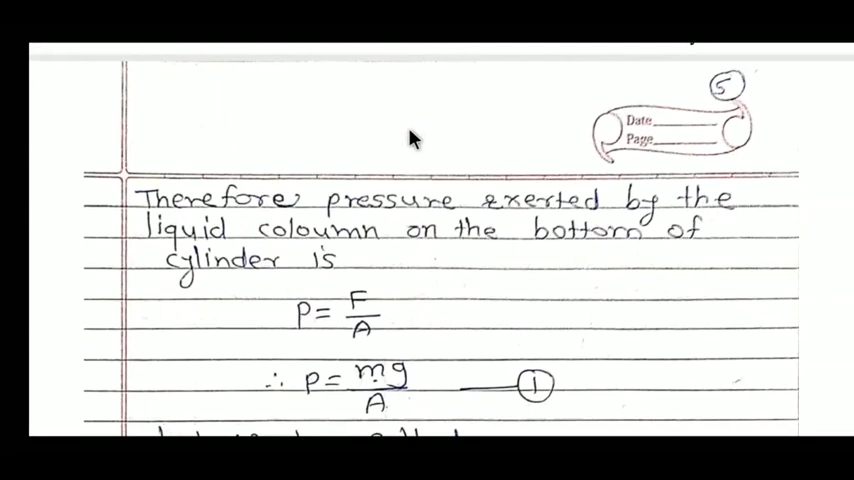 5
Date
Page
Therefore pressure exerted by the
liquid coloumn on the bottom of
cylinder is
P = F/A
∴ P = mg/A — 1